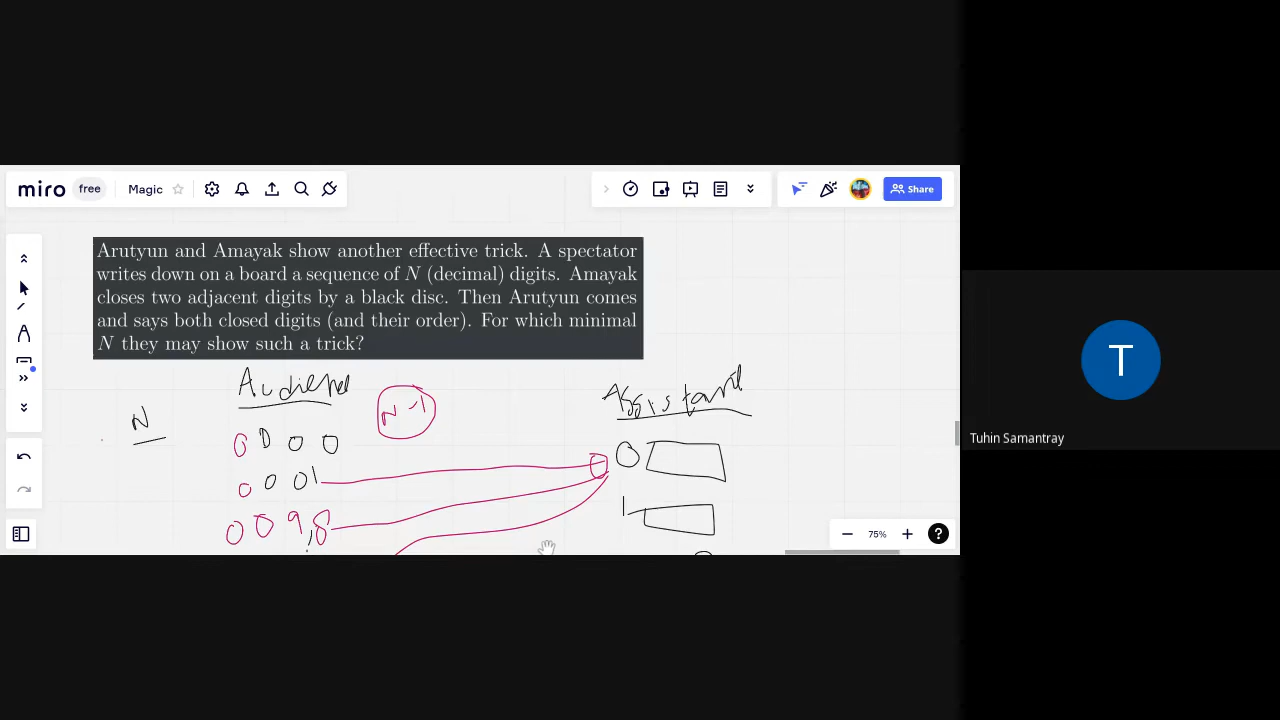 miro free Magic Share
Arutyun and Amayak show another effective trick. A spectator
writes down on a board a sequence of N (decimal) digits. Amayak
closes two adjacent digits by a black disc. Then Arutyun comes
and says both closed digits (and their order). For which minimal
N they may show such a trick?
N
Audience
N-1
Assistant
0 0 0 0
0
0 0 0 1
0 0 9 8
1
75%
Tuhin Samantray
T